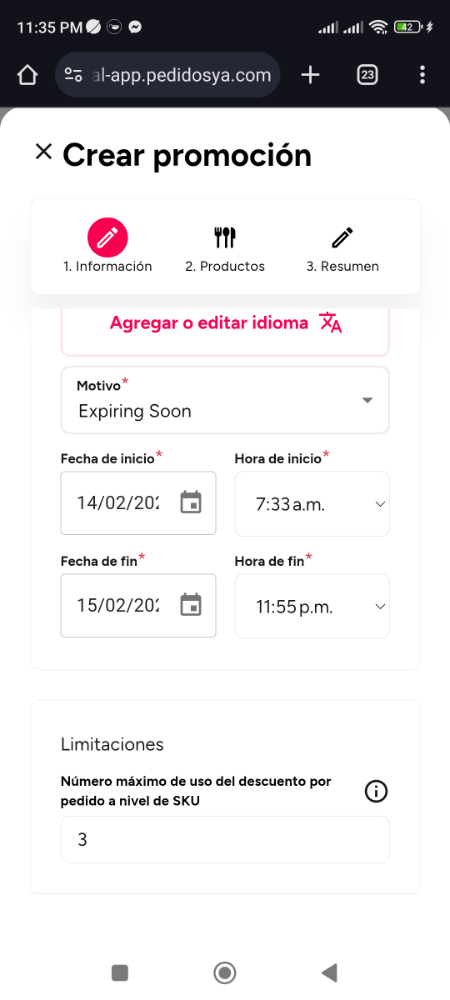 11:35 PM
42
al-app.pedidosya.com
23
Crear promoción
1. Información
2. Productos
3. Resumen
Agregar o editar idioma
Motivo*
Expiring Soon
Fecha de inicio*
Hora de inicio*
14/02/202
7:33 a.m.
Fecha de fin*
Hora de fin*
15/02/202
11:55 p.m.
Limitaciones
Número máximo de uso del descuento por
pedido a nivel de SKU
3